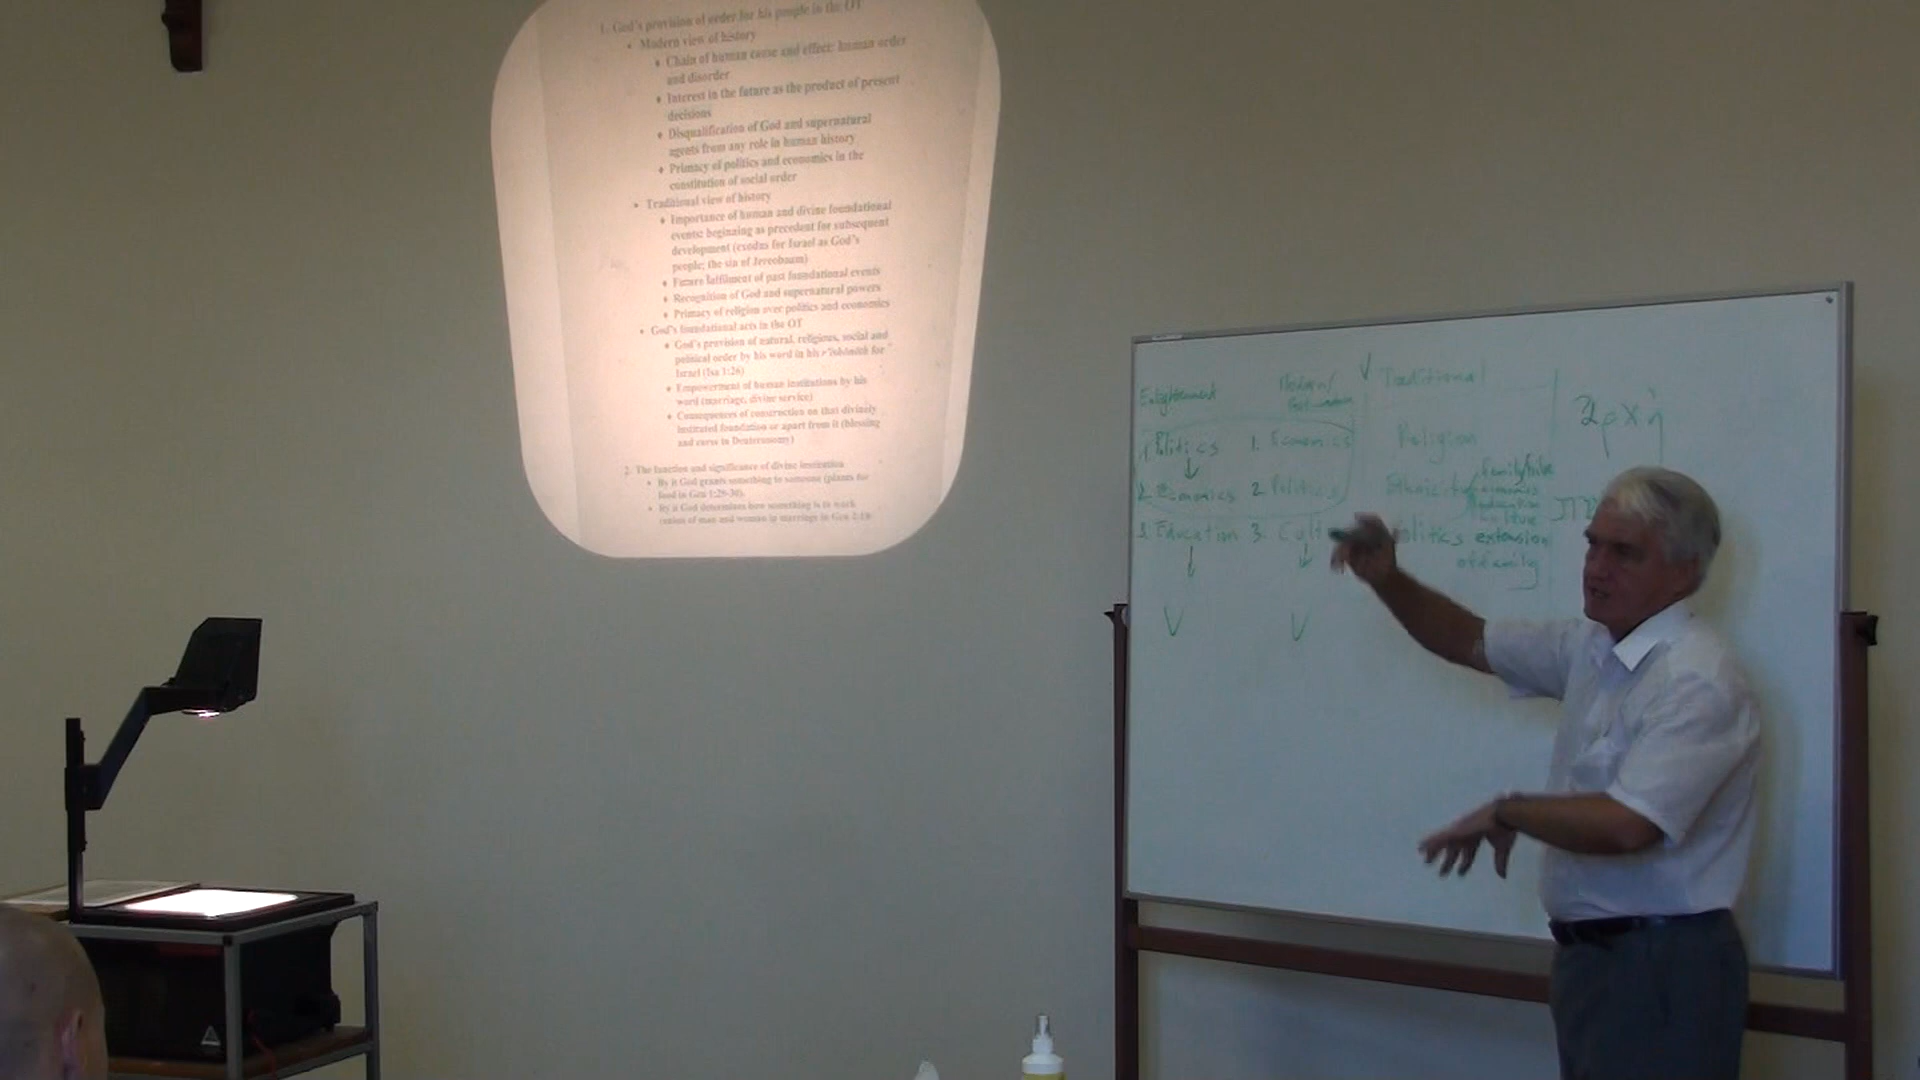 1. God's provision of order for his people in the OT
• Modern view of history
♦ Chain of human cause and effect: human order
and disorder
♦ Interest in the future as the product of present
decisions
♦ Disqualification of God and supernatural
agents from any role in human history
♦ Primacy of politics and economics in the
constitution of social order
• Traditional view of history
♦ Importance of human and divine foundational
events: beginning as precedent for subsequent
development (exodus for Israel as God's
people; the sin of Jereobaum)
♦ Future fulfilment of past foundational events
♦ Recognition of God and supernatural powers
♦ Primacy of religion over politics and economics
• God's foundational acts in the OT
♦ God's provision of natural, religious, social and
political order by his word in his for
Israel (Isa 1:26)
♦ Empowerment of human institutions by his
word (marriage, divine service)
♦ Consequences of construction on that divinely
instituted foundation or apart from it (blessing
and curse in Deuteronomy)
2. The function and significance of divine institution
• By it God grants something to someone (plants for
food in Gen 1:29-30).
• By it God determines how something is to work
(union of man and woman in marriage in Gen 2:18-
Enlightenment
1. Politics
↓
2. Economics
3. Education
↓
V
Modern/
1. Economics
2 Politics
3. Cult
↓
V
↓
Traditional
Religion
Ethnicity
family/tribe
economics
education
Politics extension
of family
ἀρχή